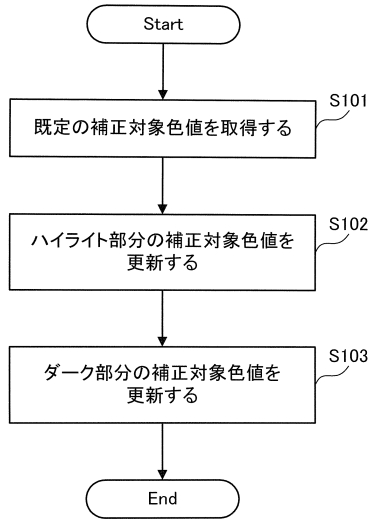 Start
S101
既定の補正対象色値を取得する
S102
ハイライト部分の補正対象色値を
更新する
S103
ダーク部分の補正対象色値を
更新する
End